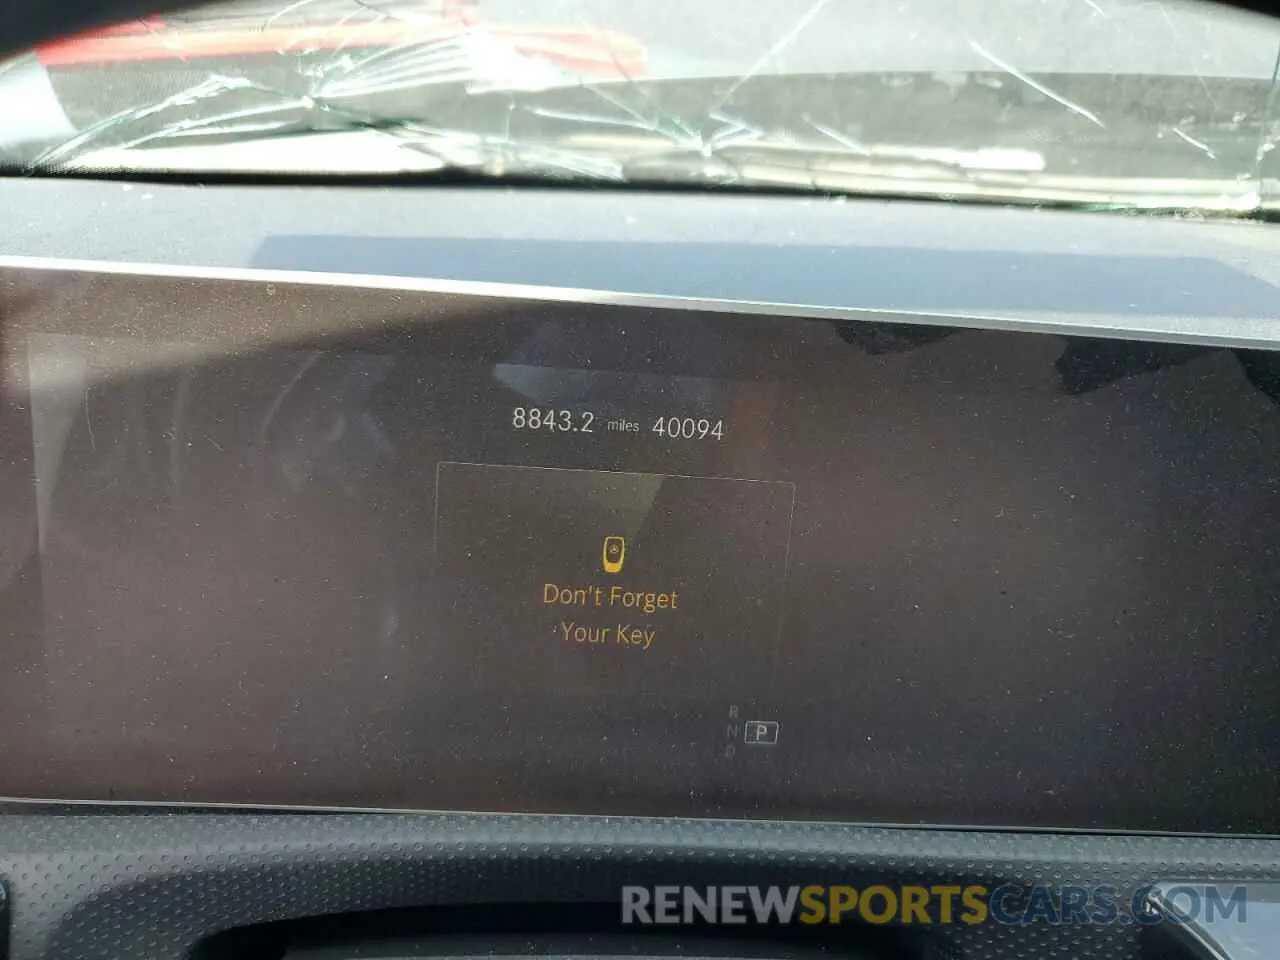 8843.2 miles 40094
Don't Forget
Your Key
R
N P
D
RENEWSPORTSCARS.COM